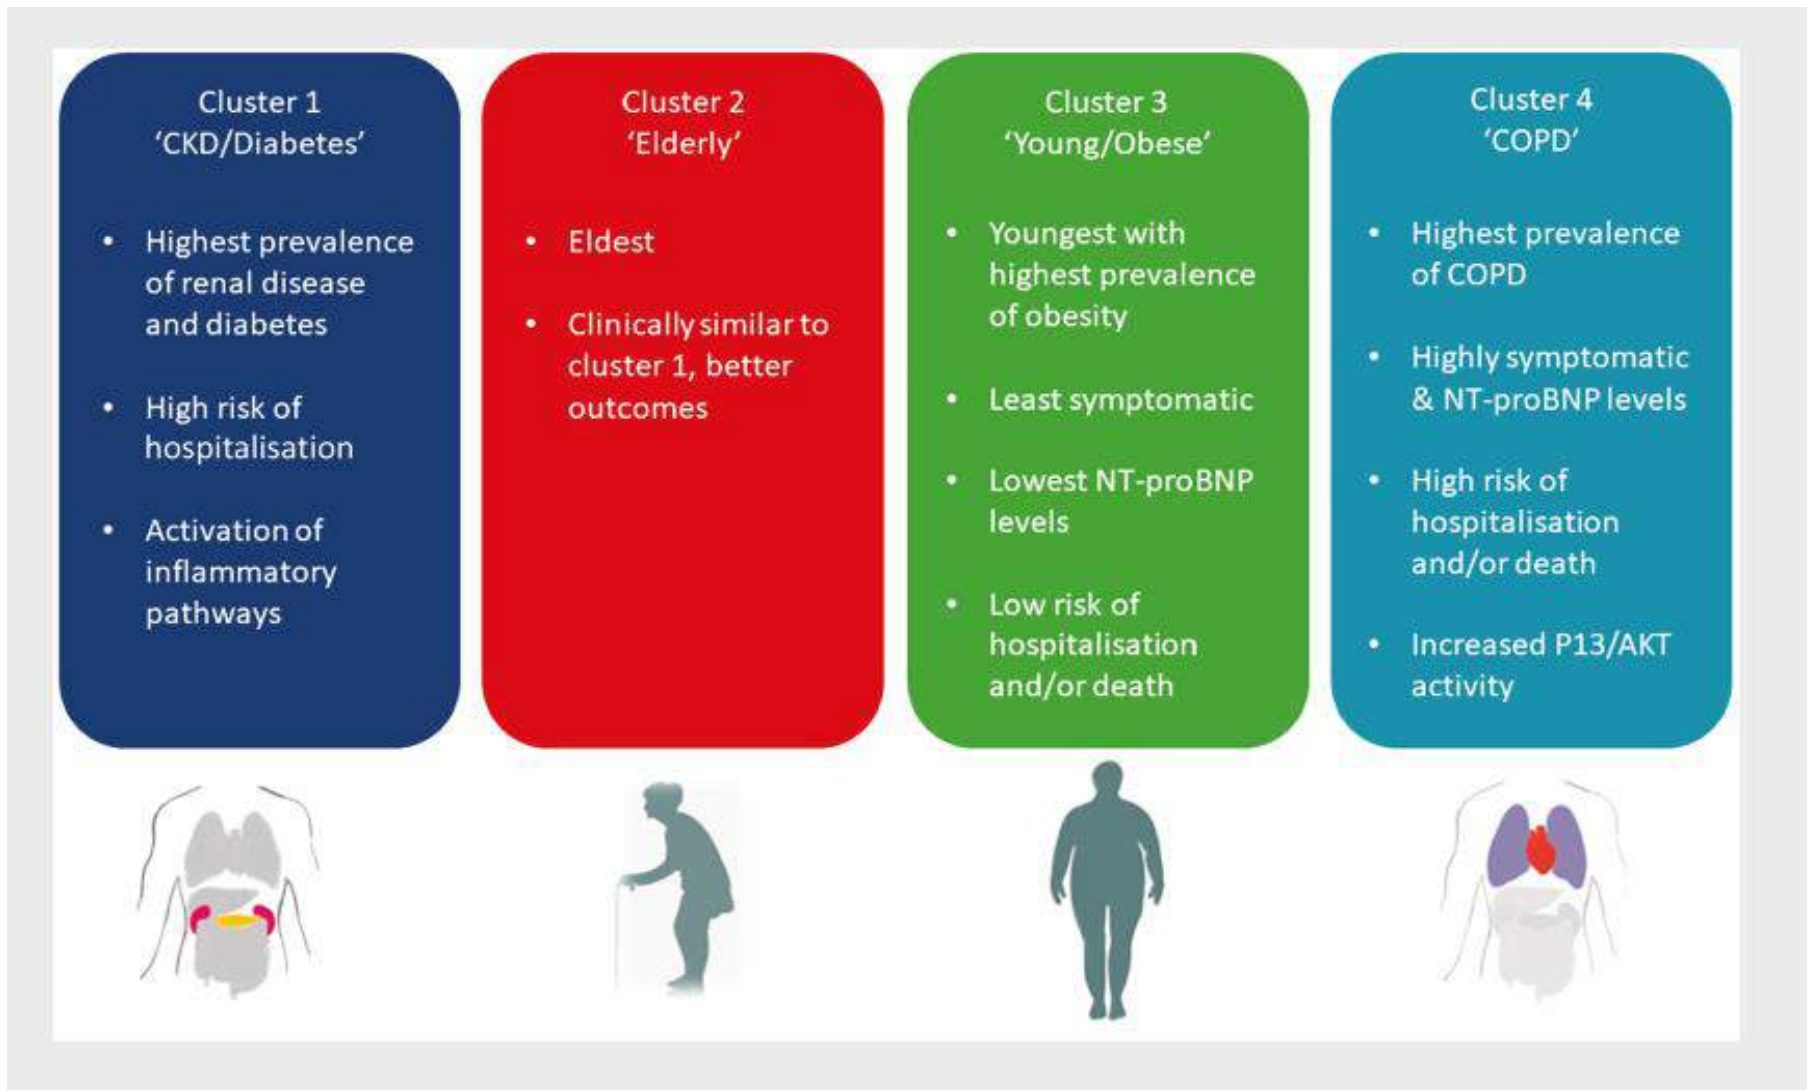 Cluster 1
‘CKD/Diabetes’
• Highest prevalence
of renal disease
and diabetes
• High risk of
hospitalisation
• Activation of
inflammatory
pathways
Cluster 2
‘Elderly’
• Eldest
• Clinically similar to
cluster 1, better
outcomes
Cluster 3
‘Young/Obese’
• Youngest with
highest prevalence
of obesity
• Least symptomatic
• Lowest NT-proBNP
levels
• Low risk of
hospitalisation
and/or death
Cluster 4
‘COPD’
• Highest prevalence
of COPD
• Highly symptomatic
& NT-proBNP levels
• High risk of
hospitalisation
and/or death
• Increased P13/AKT
activity